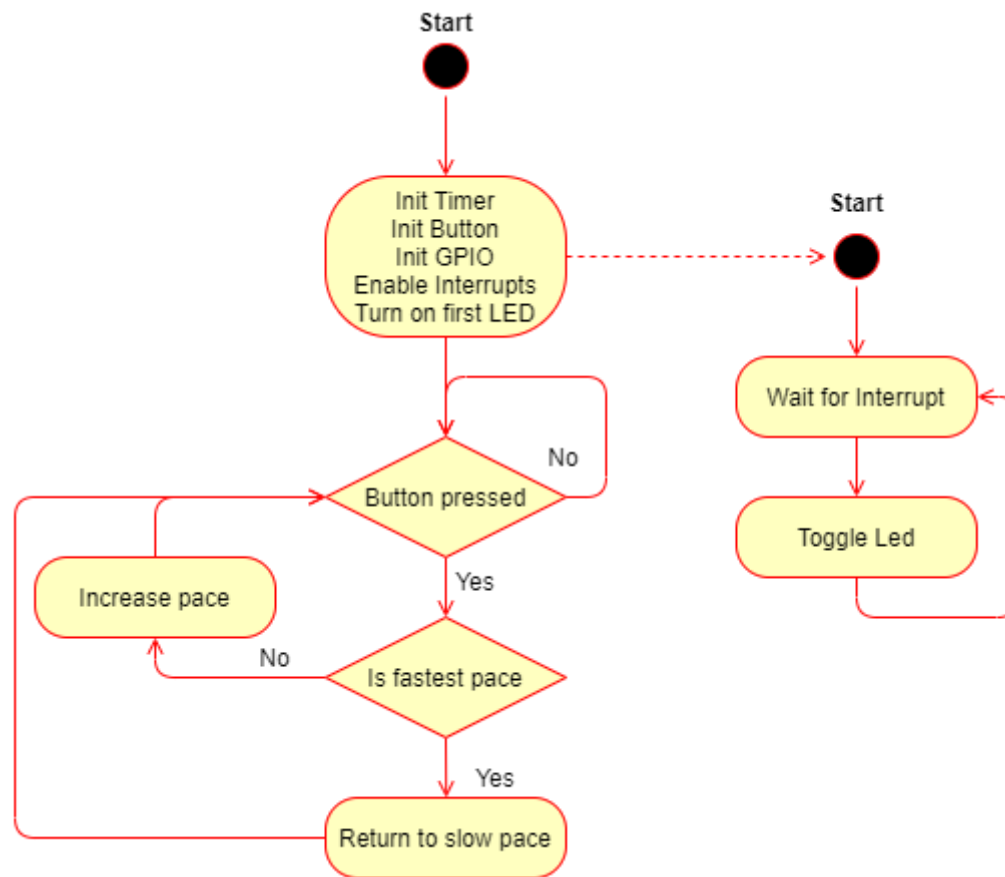 Start
Init Timer
Init Button
Init GPIO
Enable Interrupts
Turn on first LED
Start
Wait for Interrupt
No
Button pressed
Toggle Led
Yes
Increase pace
No
Is fastest pace
Yes
Return to slow pace